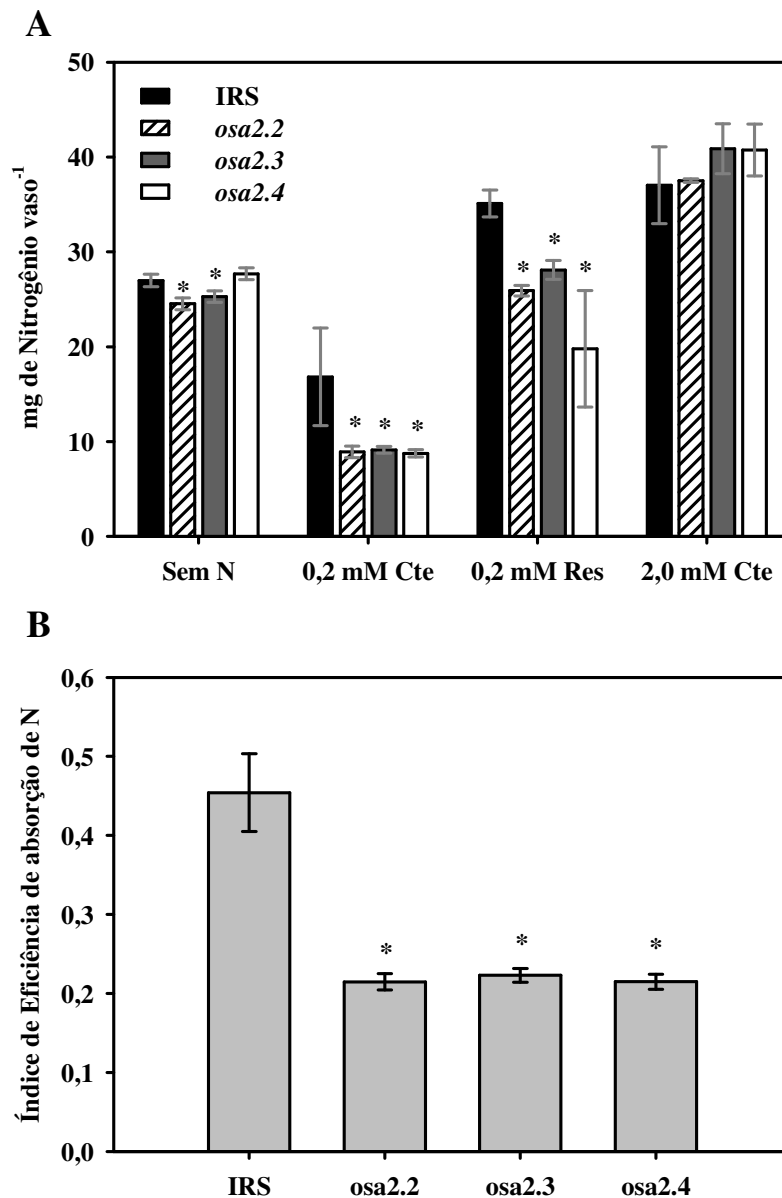 A
50
40
30
20
10
0
mg de Nitrogênio vaso-1
IRS
osa2.2
osa2.3
osa2.4
* *
* * *
* * *
Sem N 0,2 mM Cte 0,2 mM Res 2,0 mM Cte
B
0,6
0,5
0,4
0,3
0,2
0,1
0,0
Índice de Eficiência de absorção de N
* * *
IRS osa2.2 osa2.3 osa2.4